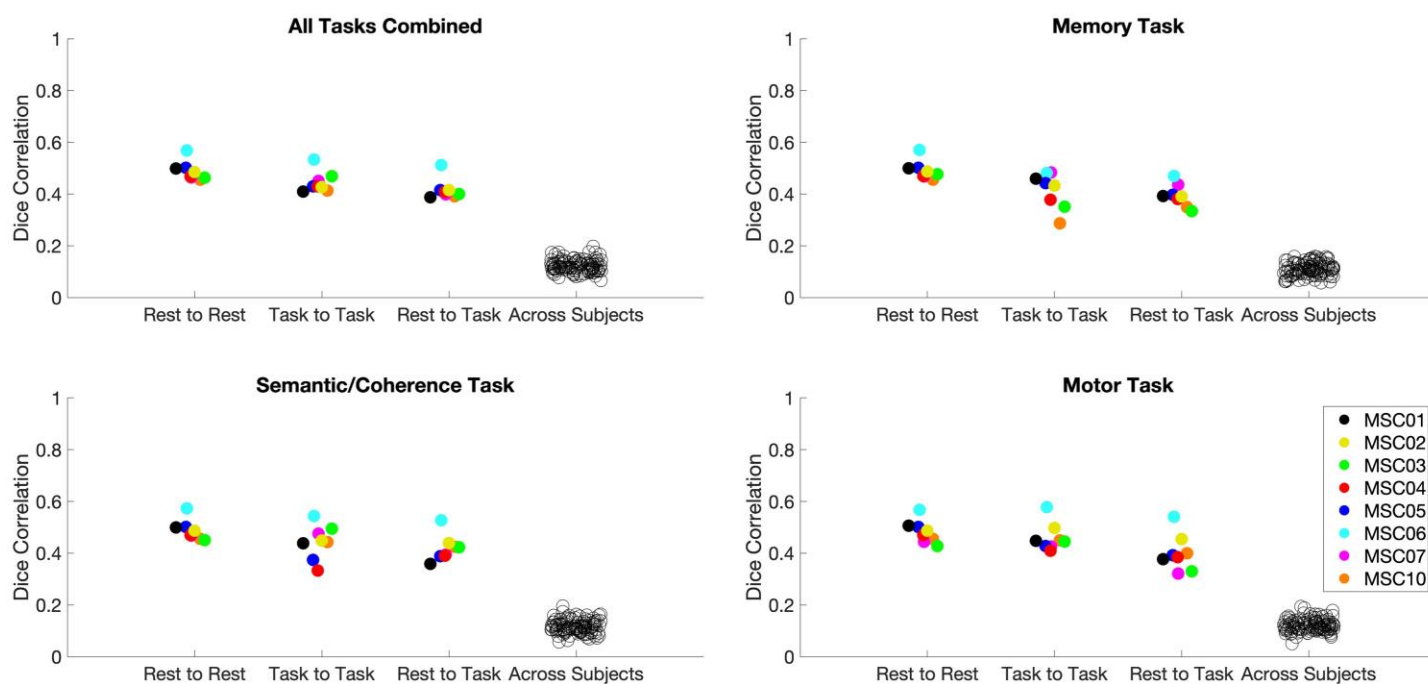 All Tasks Combined
1
0.8
0.6
0.4
0.2
0
Dice Correlation
Rest to Rest Task to Task Rest to Task Across Subjects
Memory Task
1
0.8
0.6
0.4
0.2
0
Dice Correlation
Rest to Rest Task to Task Rest to Task Across Subjects
Semantic/Coherence Task
1
0.8
0.6
0.4
0.2
0
Dice Correlation
Rest to Rest Task to Task Rest to Task Across Subjects
Motor Task
1
0.8
0.6
0.4
0.2
0
Dice Correlation
Rest to Rest Task to Task Rest to Task Across Subjects
MSC01
MSC02
MSC03
MSC04
MSC05
MSC06
MSC07
MSC10